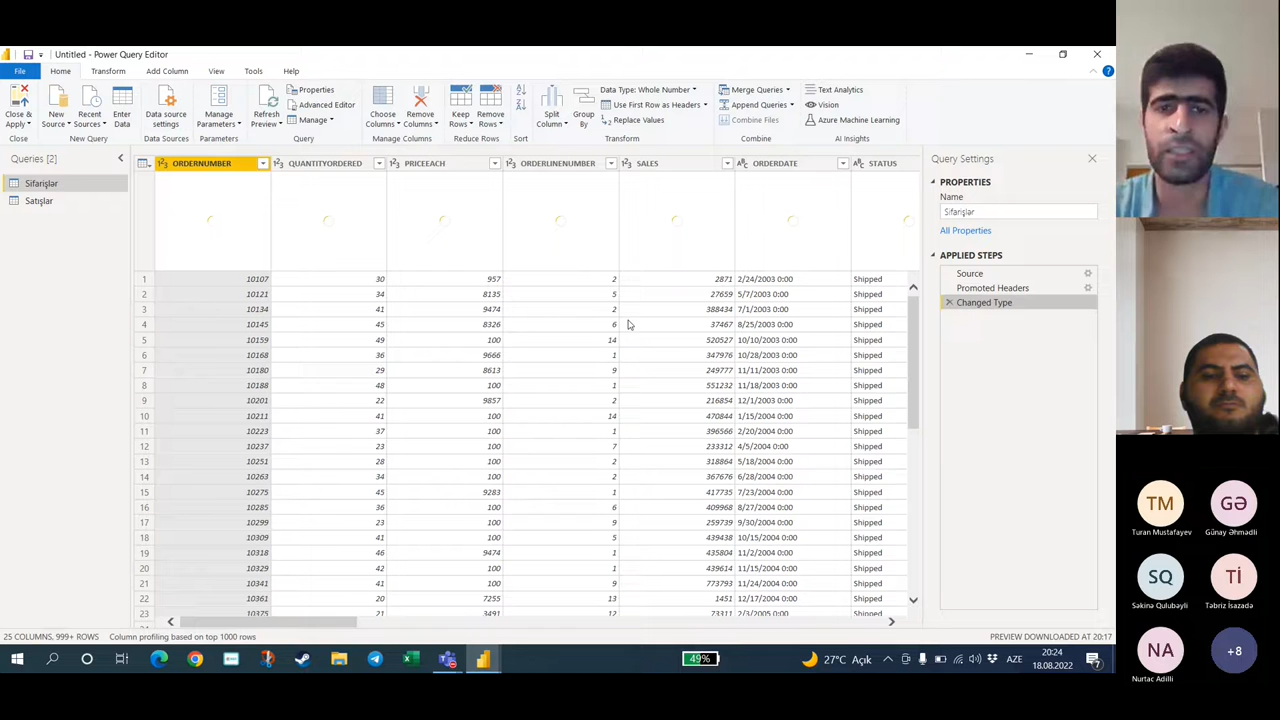 Untitled - Power Query Editor
File Home Transform Add Column View Tools Help
Close & Apply
New Source
Recent Sources
Enter Data
Data source settings
Manage Parameters
Refresh Preview
Properties
Advanced Editor
Manage
Choose Columns
Remove Columns
Keep Rows
Remove Rows
Split Column
Group By
Data Type: Whole Number
Use First Row as Headers
Replace Values
Merge Queries
Append Queries
Combine Files
Text Analytics
Vision
Azure Machine Learning
Close New Query Data Sources Parameters Query Manage Columns Reduce Rows Sort Transform Combine AI Insights
Queries [2]
Sifarişlər
Satışlar
ORDERNUMBER QUANTITYORDERED PRICEEACH ORDERLINENUMBER SALES ORDERDATE STATUS
1 10107 30 957 2 2871 2/24/2003 0:00 Shipped
2 10121 34 8135 5 27659 5/7/2003 0:00 Shipped
3 10134 41 9474 2 388434 7/1/2003 0:00 Shipped
4 10145 45 8326 6 37467 8/25/2003 0:00 Shipped
5 10159 49 100 14 520527 10/10/2003 0:00 Shipped
6 10168 36 9666 1 347976 10/28/2003 0:00 Shipped
7 10180 29 8613 9 249777 11/11/2003 0:00 Shipped
8 10188 48 100 1 551232 11/18/2003 0:00 Shipped
9 10201 22 9857 2 216854 12/1/2003 0:00 Shipped
10 10211 41 100 14 470844 1/15/2004 0:00 Shipped
11 10223 37 100 1 396566 2/20/2004 0:00 Shipped
12 10237 23 100 7 233312 4/5/2004 0:00 Shipped
13 10251 28 100 2 318864 5/18/2004 0:00 Shipped
14 10263 34 100 2 367676 6/28/2004 0:00 Shipped
15 10275 45 9283 1 417735 7/23/2004 0:00 Shipped
16 10285 36 100 6 409968 8/27/2004 0:00 Shipped
17 10299 23 100 9 259739 9/30/2004 0:00 Shipped
18 10309 41 100 5 439438 10/15/2004 0:00 Shipped
19 10318 46 9474 1 435804 11/2/2004 0:00 Shipped
20 10329 42 100 1 439614 11/15/2004 0:00 Shipped
21 10341 41 100 9 773793 11/24/2004 0:00 Shipped
22 10361 20 7255 13 1451 12/17/2004 0:00 Shipped
23 10375 21 3491 12 73311 2/3/2005 0:00 Shipped
Query Settings
PROPERTIES
Name
Sifarişlər
All Properties
APPLIED STEPS
Source
Promoted Headers
Changed Type
25 COLUMNS, 999+ ROWS Column profiling based on top 1000 rows PREVIEW DOWNLOADED AT 20:17
49% 27°C Açık AZE 20:24
18.08.2022
7
TM GƏ
Turan Mustafayev Günay Əhmədli
SQ Tİ
Səkinə Qulubəyli Təbriz İsazadə
NA +8
Nurtac Adilli